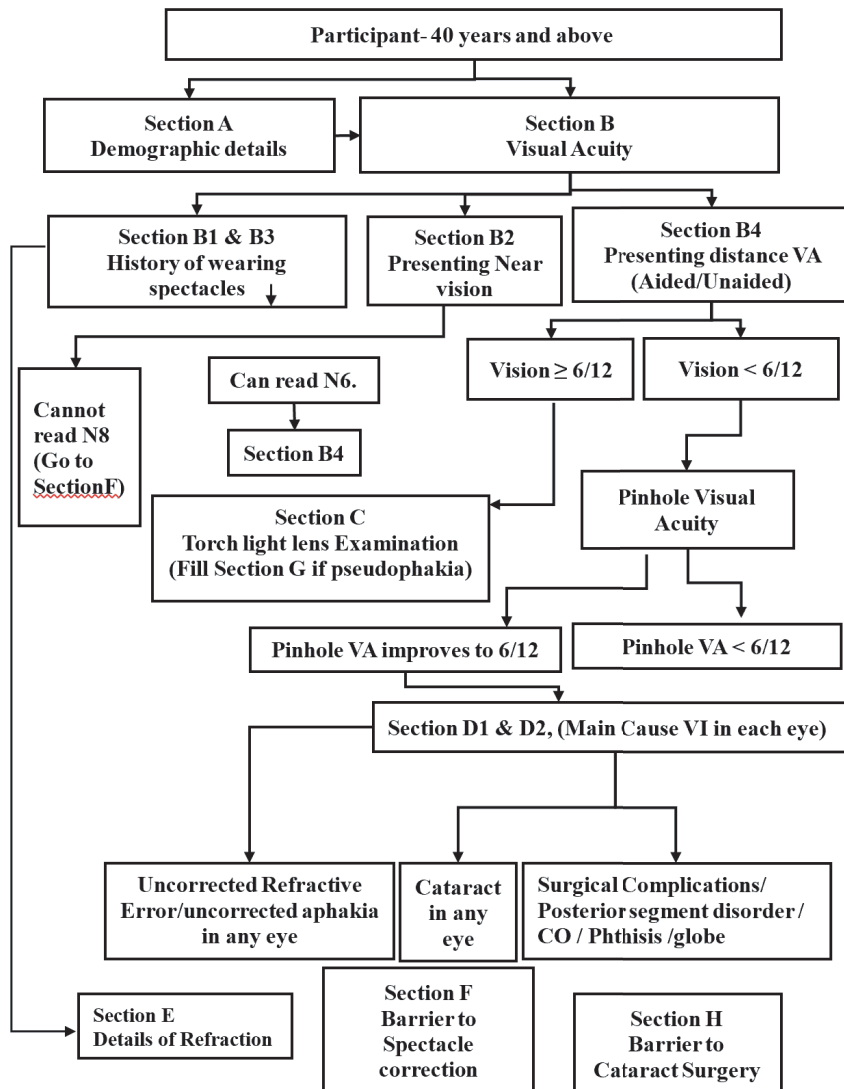 Participant- 40 years and above
Section A
Demographic details
Section B
Visual Acuity
Section B1 & B3
History of wearing
spectacles
Section B2
Presenting Near
vision
Section B4
Presenting distance VA
(Aided/Unaided)
Vision ≥ 6/12
Vision < 6/12
Can read N6.
Cannot
read N8
(Go to
SectionF)
Section B4
Pinhole Visual
Acuity
Section C
Torch light lens Examination
(Fill Section G if pseudophakia)
Pinhole VA improves to 6/12
Pinhole VA < 6/12
Section D1 & D2, (Main Cause VI in each eye)
Uncorrected Refractive
Error/uncorrected aphakia
in any eye
Cataract
in any
eye
Surgical Complications/
Posterior segment disorder /
CO / Phthisis /globe
Section E
Details of Refraction
Section F
Barrier to
Spectacle
correction
Section H
Barrier to
Cataract Surgery